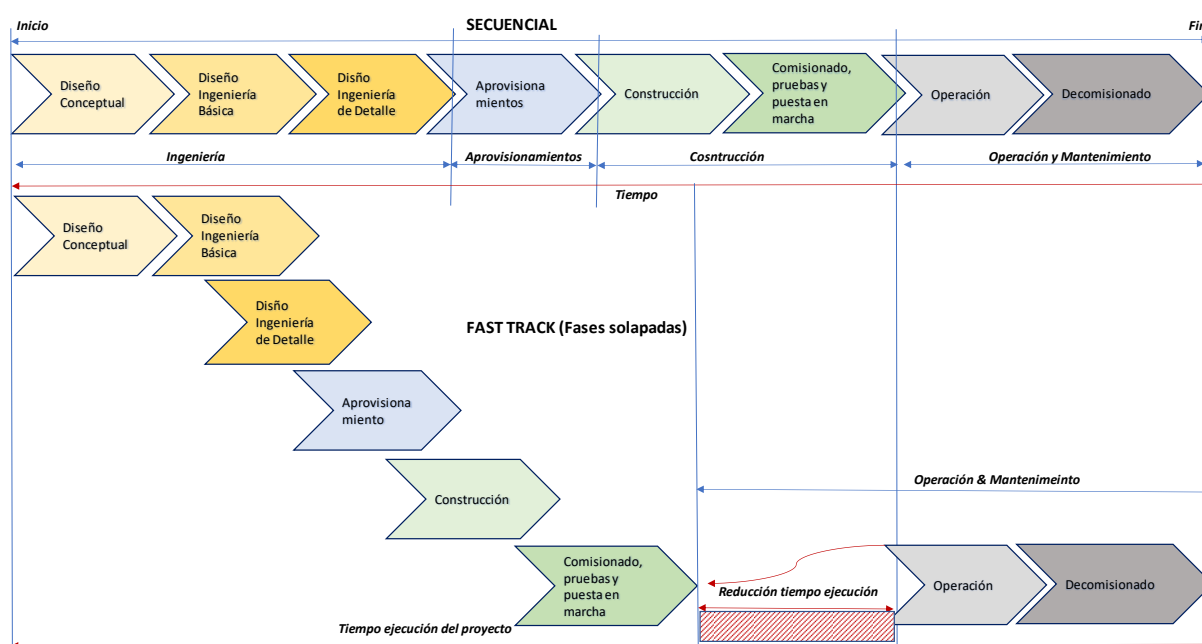 Inicio
SECUENCIAL
Fin
Diseño
Conceptual
Diseño
Ingeniería
Básica
Disño
Ingeniería
de Detalle
Aprovisiona
mientos
Construcción
Comisionado,
pruebas y
puesta en
marcha
Operación
Decomisionado
Ingeniería
Aprovisionamientos
Cosntrucción
Operación y Mantenimiento
Tiempo
Diseño
Conceptual
Diseño
Ingeniería
Básica
Disño
Ingeniería
de Detalle
FAST TRACK (Fases solapadas)
Aprovisiona
miento
Construcción
Operación & Mantenimeinto
Comisionado,
pruebas y
puesta en
marcha
Reducción tiempo ejecución
Operación
Decomisionado
Tiempo ejecución del proyecto